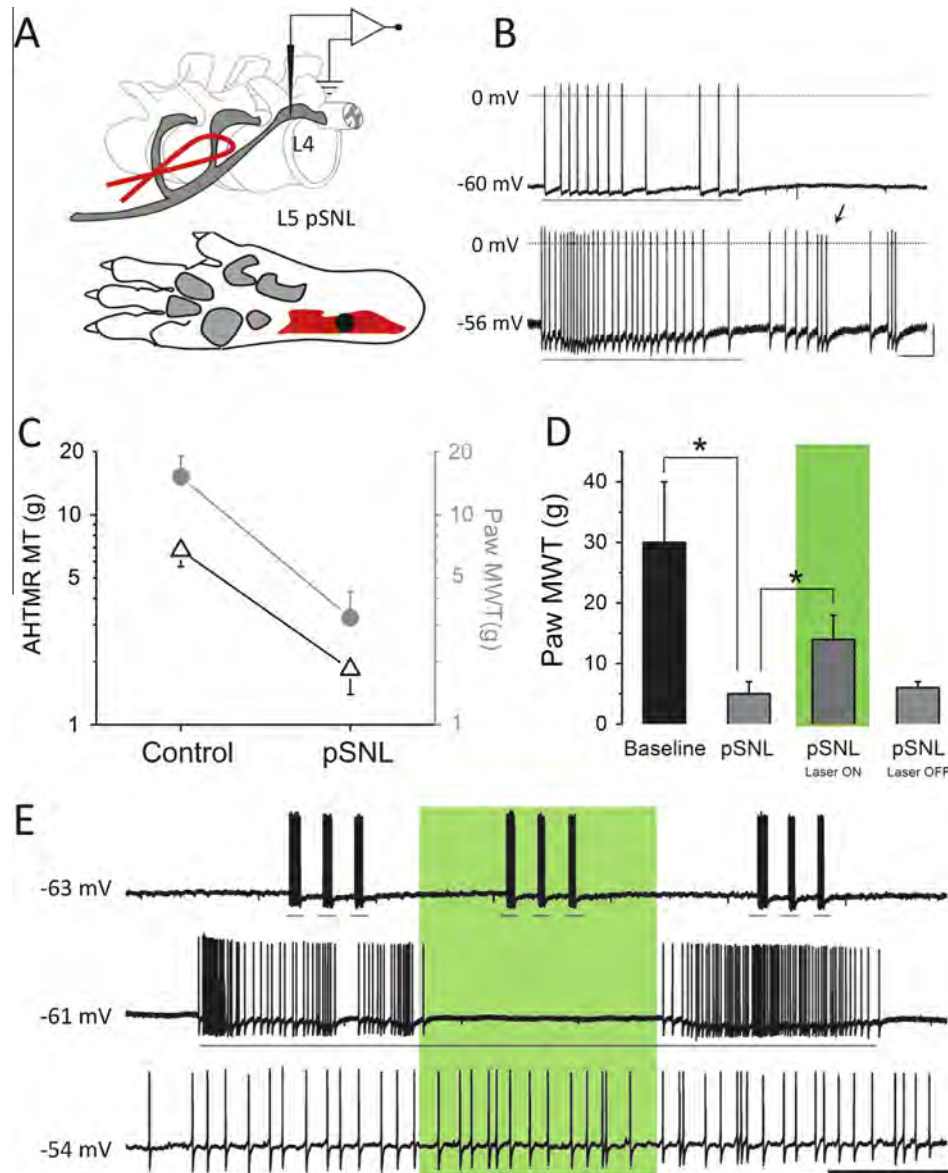 A
L4
L5 pSNL
B
0 mV
-60 mV
0 mV
-56 mV
C
20
10
5
1
AHTMR MT (g)
20
10
5
1
Paw MWT(g)
Control
pSNL
D
*
*
40
30
20
10
0
Paw MWT (g)
Baseline
pSNL
pSNL
Laser ON
pSNL
Laser OFF
E
-63 mV
-61 mV
-54 mV